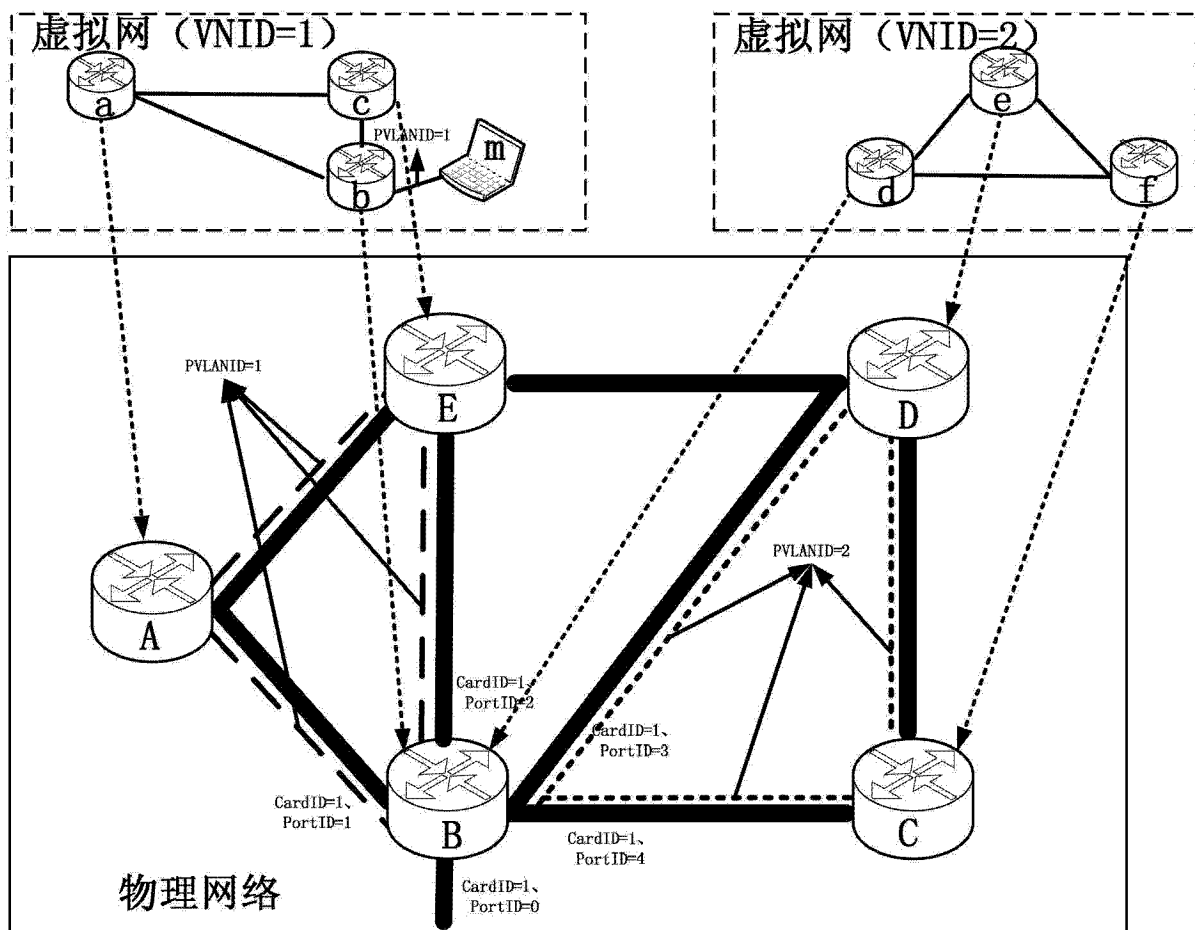 虚拟网（VNID=1）
虚拟网（VNID=2）
a
c
e
PVLANID=1
m
b
d
f
PVLANID=1
E
D
A
PVLANID=2
CardID=1、
PortID=2
CardID=1、
PortID=3
CardID=1、
PortID=1
B
C
CardID=1、
PortID=4
物理网络
CardID=1、
PortID=0